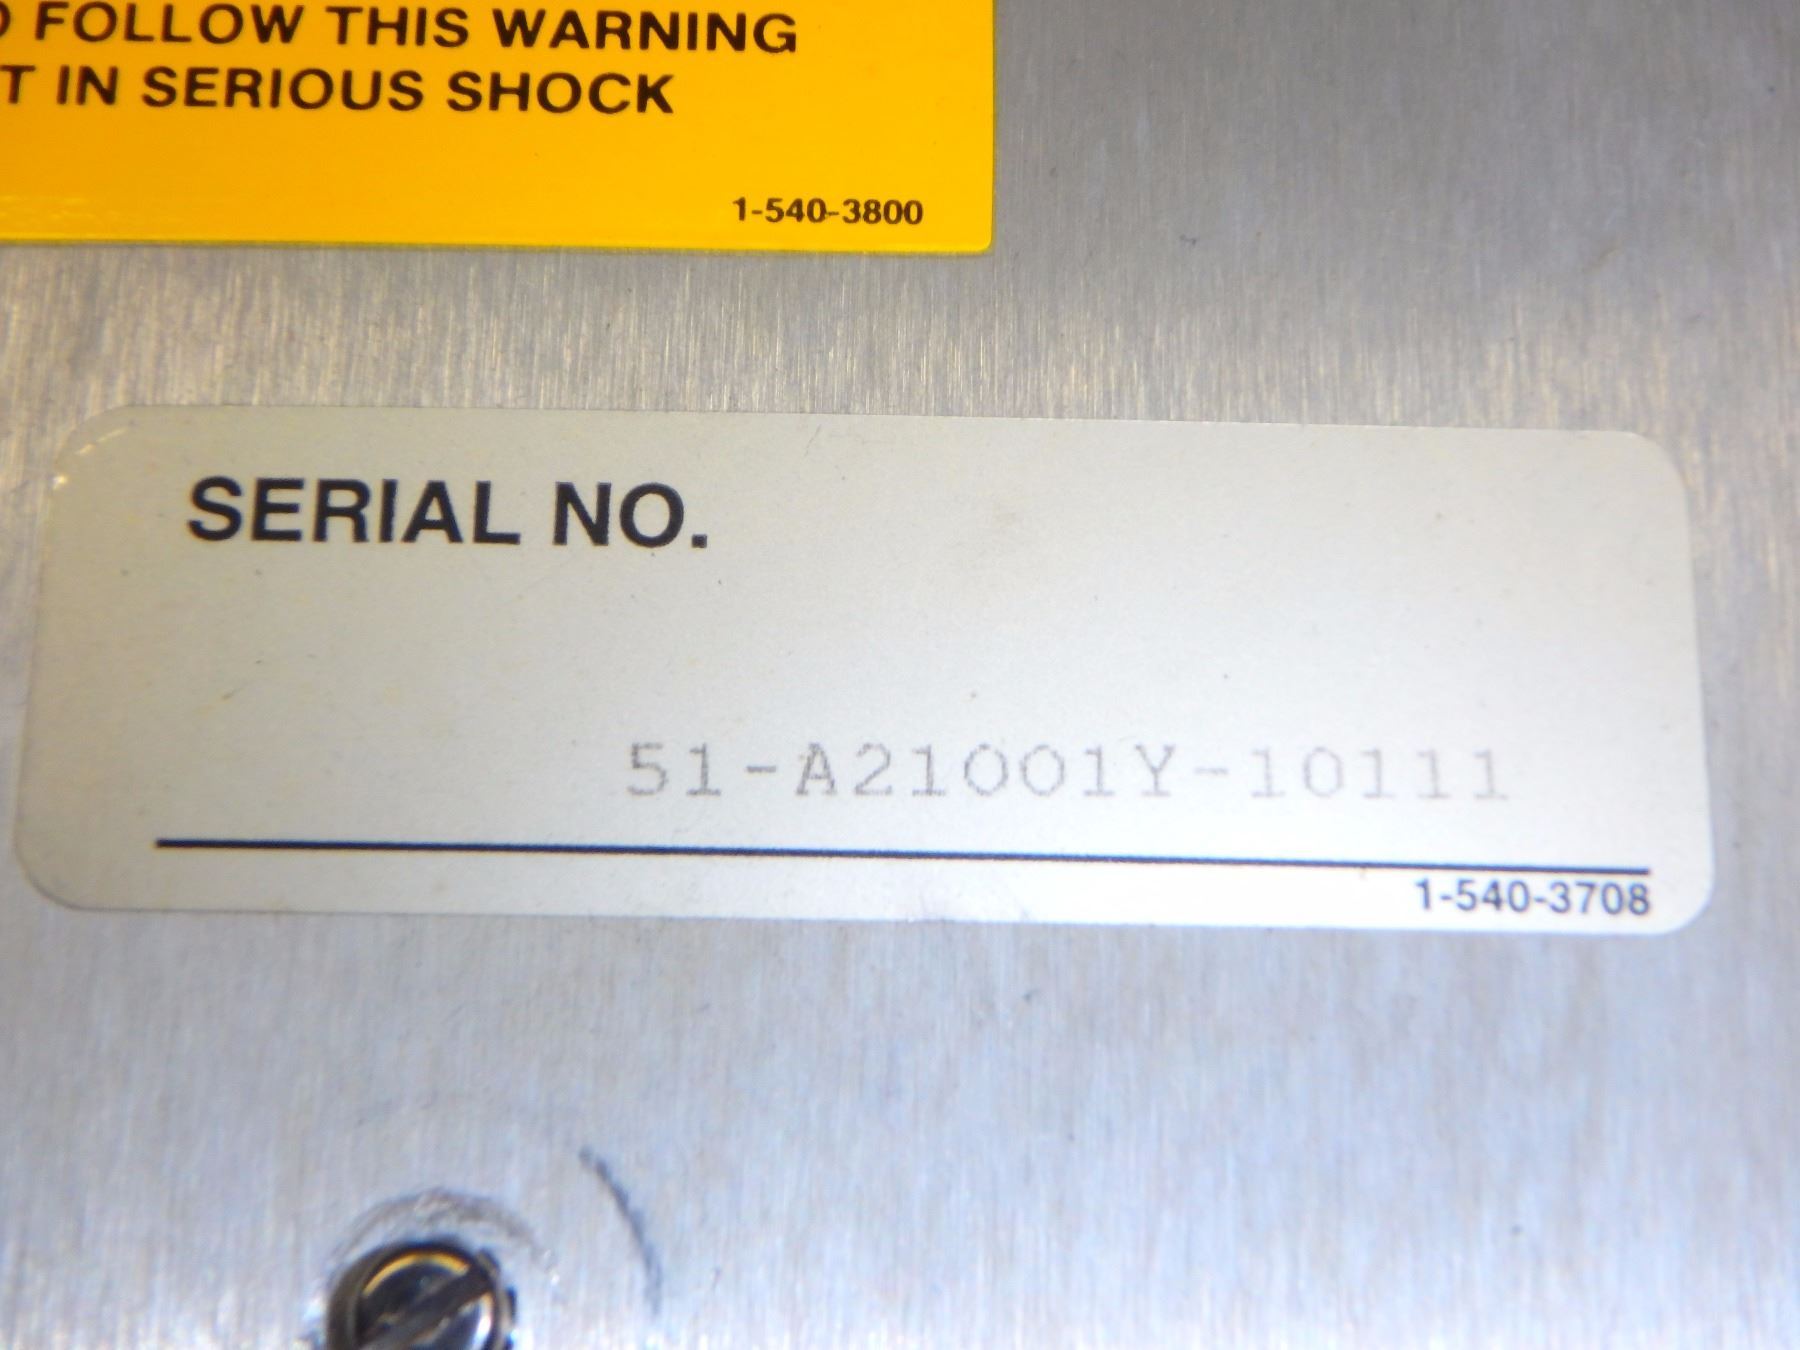 FOLLOW THIS WARNING
T IN SERIOUS SHOCK
1-540-3800
SERIAL NO.
51-A21001Y-10111
1-540-3708